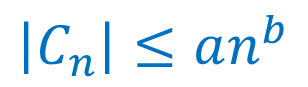 |Cₙ| ≤ anᵇ